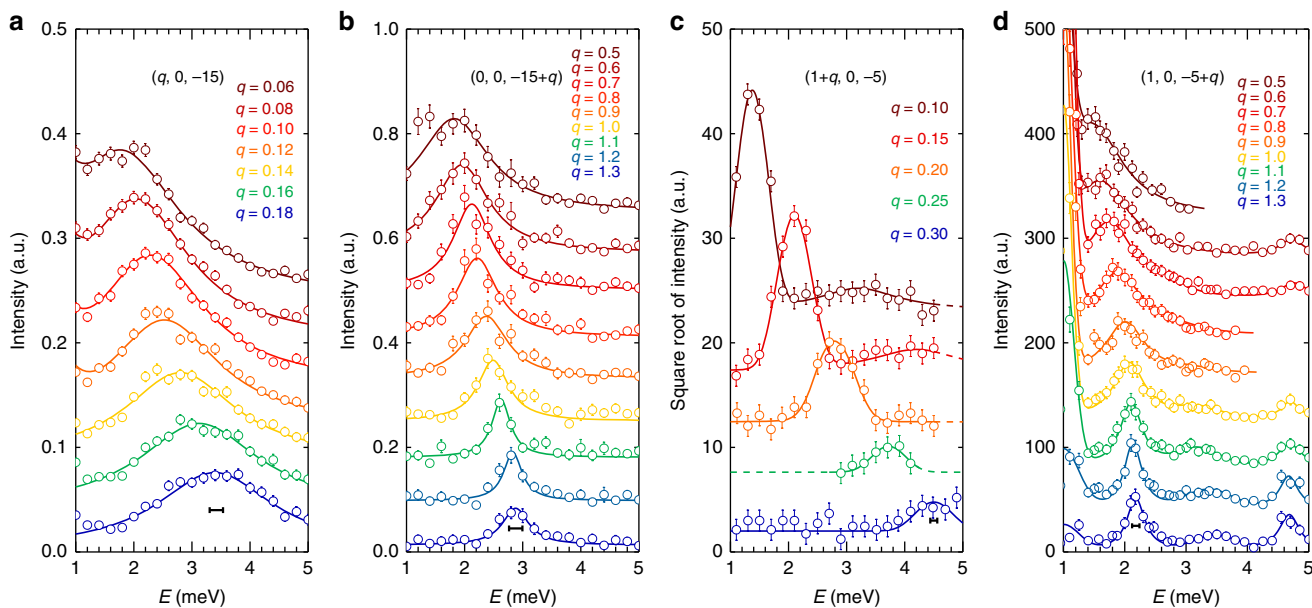 a
(q, 0, –15)
q = 0.06
q = 0.08
q = 0.10
q = 0.12
q = 0.14
q = 0.16
q = 0.18
0.5
0.4
0.3
0.2
0.1
0.0
Intensity (a.u.)
1 2 3 4 5
E (meV)
b
(0, 0, –15+q)
q = 0.5
q = 0.6
q = 0.7
q = 0.8
q = 0.9
q = 1.0
q = 1.1
q = 1.2
q = 1.3
1.0
0.8
0.6
0.4
0.2
0.0
Intensity (a.u.)
1 2 3 4 5
E (meV)
c
(1+q, 0, –5)
q = 0.10
q = 0.15
q = 0.20
q = 0.25
q = 0.30
50
40
30
20
10
0
Square root of intensity (a.u.)
1 2 3 4 5
E (meV)
d
(1, 0, –5+q)
q = 0.5
q = 0.6
q = 0.7
q = 0.8
q = 0.9
q = 1.0
q = 1.1
q = 1.2
q = 1.3
500
400
300
200
100
0
Intensity (a.u.)
1 2 3 4 5
E (meV)